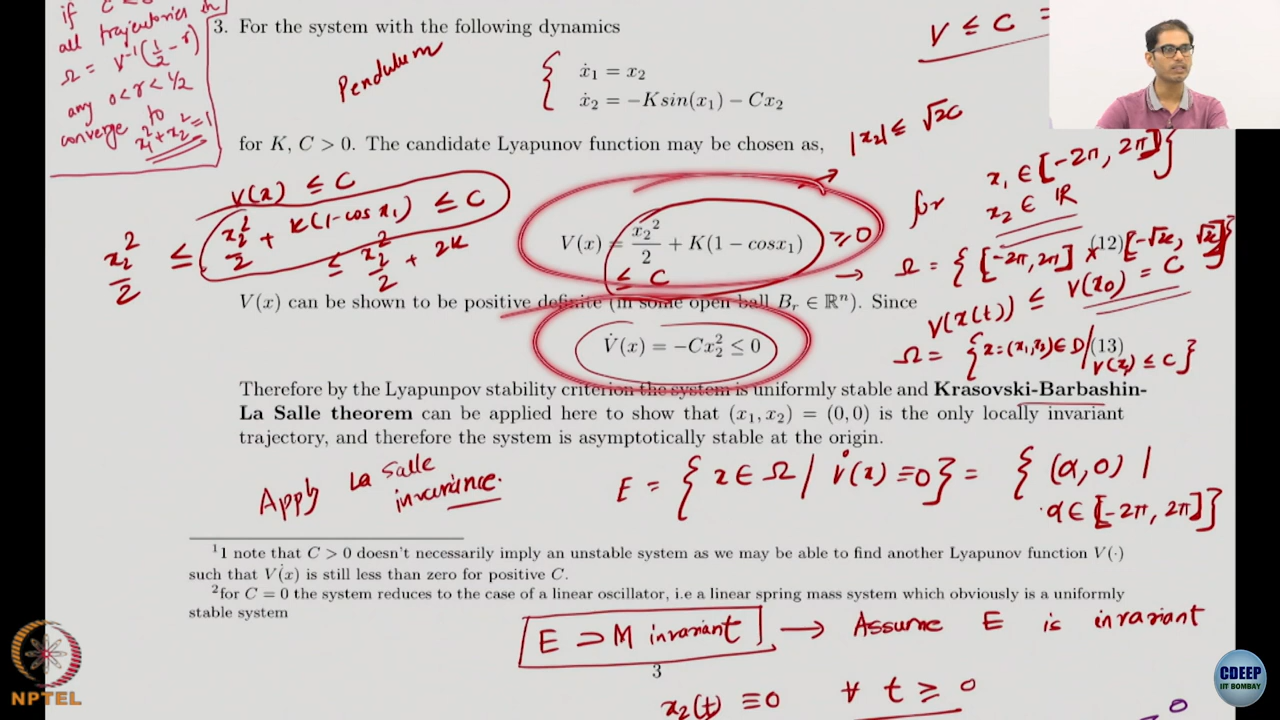 if C <
all trajectories in
Ω = V⁻¹(1/2 − r)
any 0 < r < 1/2
converge to
x₁² + x₂² = 1
3. For the system with the following dynamics
Pendulum
V ≤ C =
ẋ₁ = x₂
ẋ₂ = −Ksin(x₁) − Cx₂
for K, C > 0. The candidate Lyapunov function may be chosen as,
|x₂| ≤ √2C
for x₁ ∈ [−2π, 2π]
x₂ ∈ ℝ
V(x) ≤ C
x₂²/2 ≤ x₂²/2 + K(1−cos x₁) ≤ C
≤ x₂²/2 + 2K
V(x) = x₂²/2 + K(1 − cosx₁) ≥ 0
(12)
≤ C
→ Ω = { [−2π, 2π] × [−√2C, √2C] }
V(x) can be shown to be positive definite (in some open ball Bᵣ ∈ ℝⁿ). Since
V(x(t)) ≤ V(x₀) = C
V̇(x) = −Cx₂² ≤ 0
(13)
Ω = { x = (x₁, x₂) ∈ D / V(x) ≤ C }
Therefore by the Lyapunpov stability criterion the system is uniformly stable and Krasovski-Barbashin-
La Salle theorem can be applied here to show that (x₁, x₂) = (0, 0) is the only locally invariant
trajectory, and therefore the system is asymptotically stable at the origin.
Apply La Salle
invariance.
E = { x ∈ Ω / V̇(x) ≡ 0 } = { (α, 0) |
α ∈ [−2π, 2π] }
¹1 note that C > 0 doesn't necessarily imply an unstable system as we may be able to find another Lyapunov function V(·)
such that V̇(x) is still less than zero for positive C.
²for C = 0 the system reduces to the case of a linear oscillator, i.e a linear spring mass system which obviously is a uniformly
stable system
E ⊃ M invariant → Assume E is invariant
3
x₂(t) ≡ 0 ∀ t ≥ 0
NPTEL
CDEEP
IIT BOMBAY